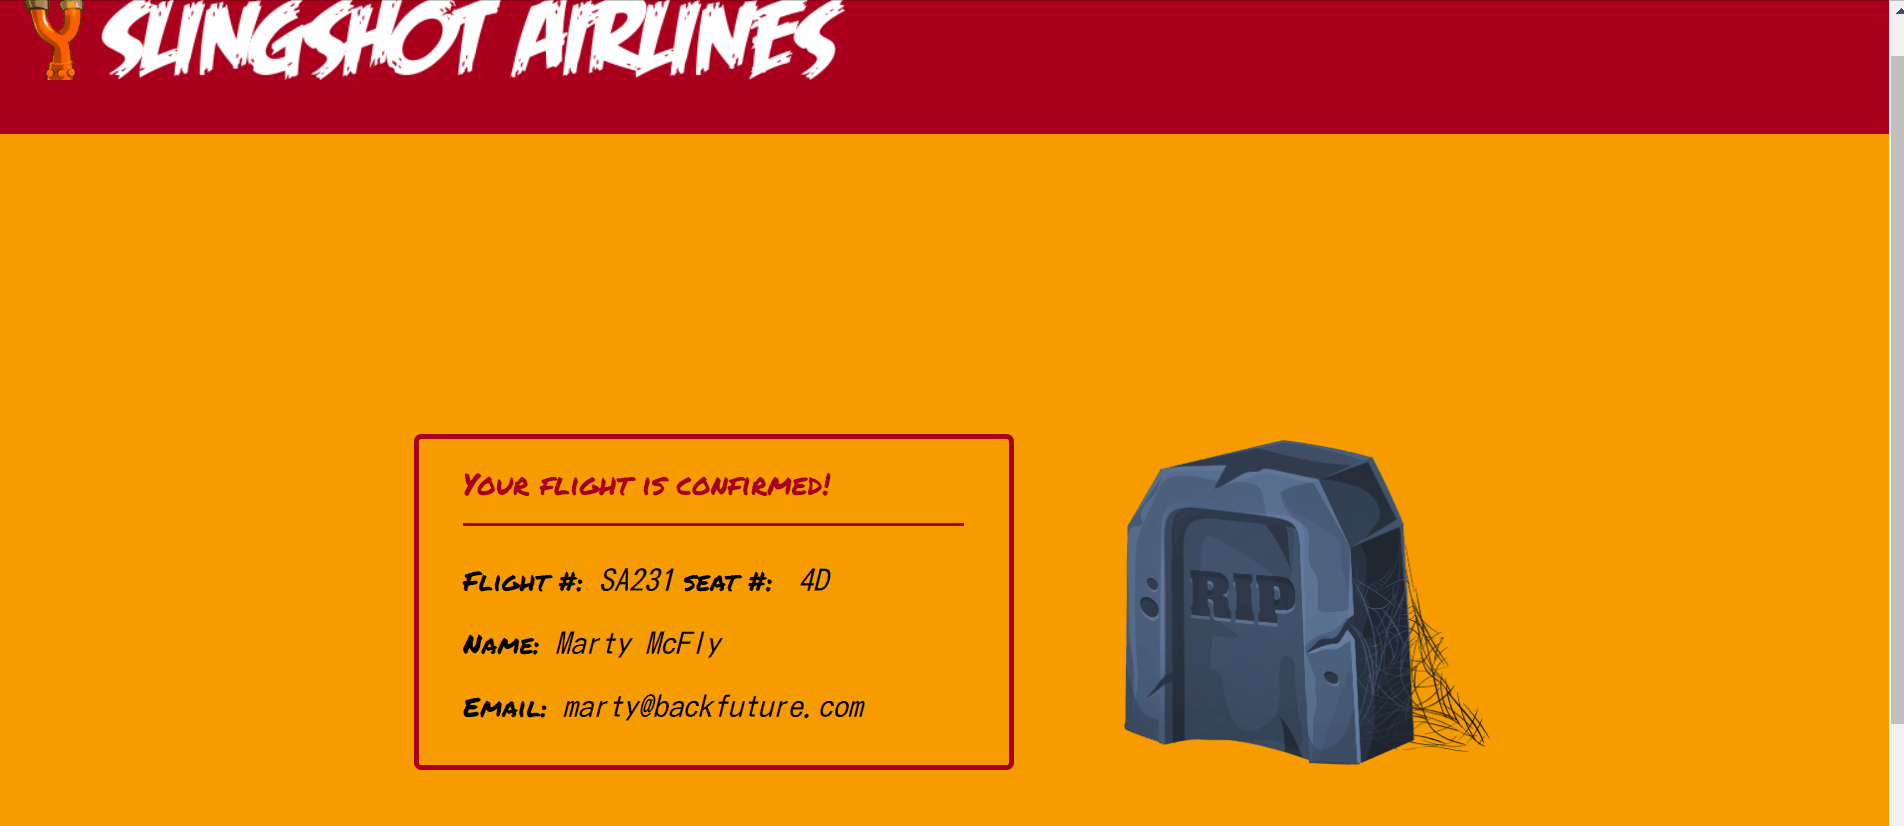 SLINGSHOT AIRLINES
Your flight is confirmed!
Flight #: SA231 seat #: 4D
Name: Marty McFly
Email: marty@backfuture.com
RIP